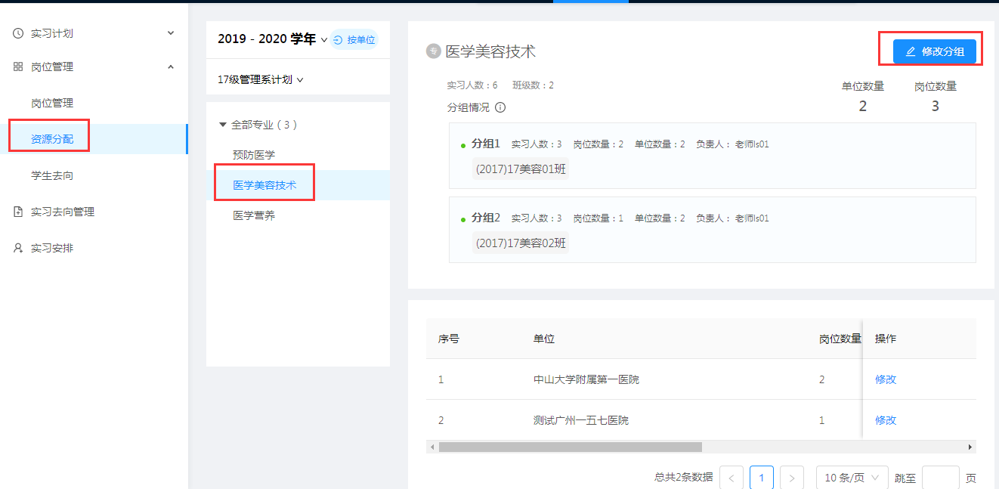 实习计划
岗位管理
岗位管理
资源分配
学生去向
实习去向管理
实习安排
2019 - 2020 学年 按单位
17级管理系计划
全部专业 ( 3 )
预防医学
医学美容技术
医学营养
专 医学美容技术
修改分组
实习人数：6 班级数：2
分组情况
单位数量 岗位数量
2 3
分组1 实习人数：3 岗位数量：2 单位数量：2 负责人： 老师ls01
(2017)17美容01班
分组2 实习人数：3 岗位数量：1 单位数量：2 负责人： 老师ls01
(2017)17美容02班
序号 单位 岗位数量 操作
1 中山大学附属第一医院 2 修改
2 测试广州一五七医院 1 修改
总共2条数据 < 1 > 10 条/页 跳至 页